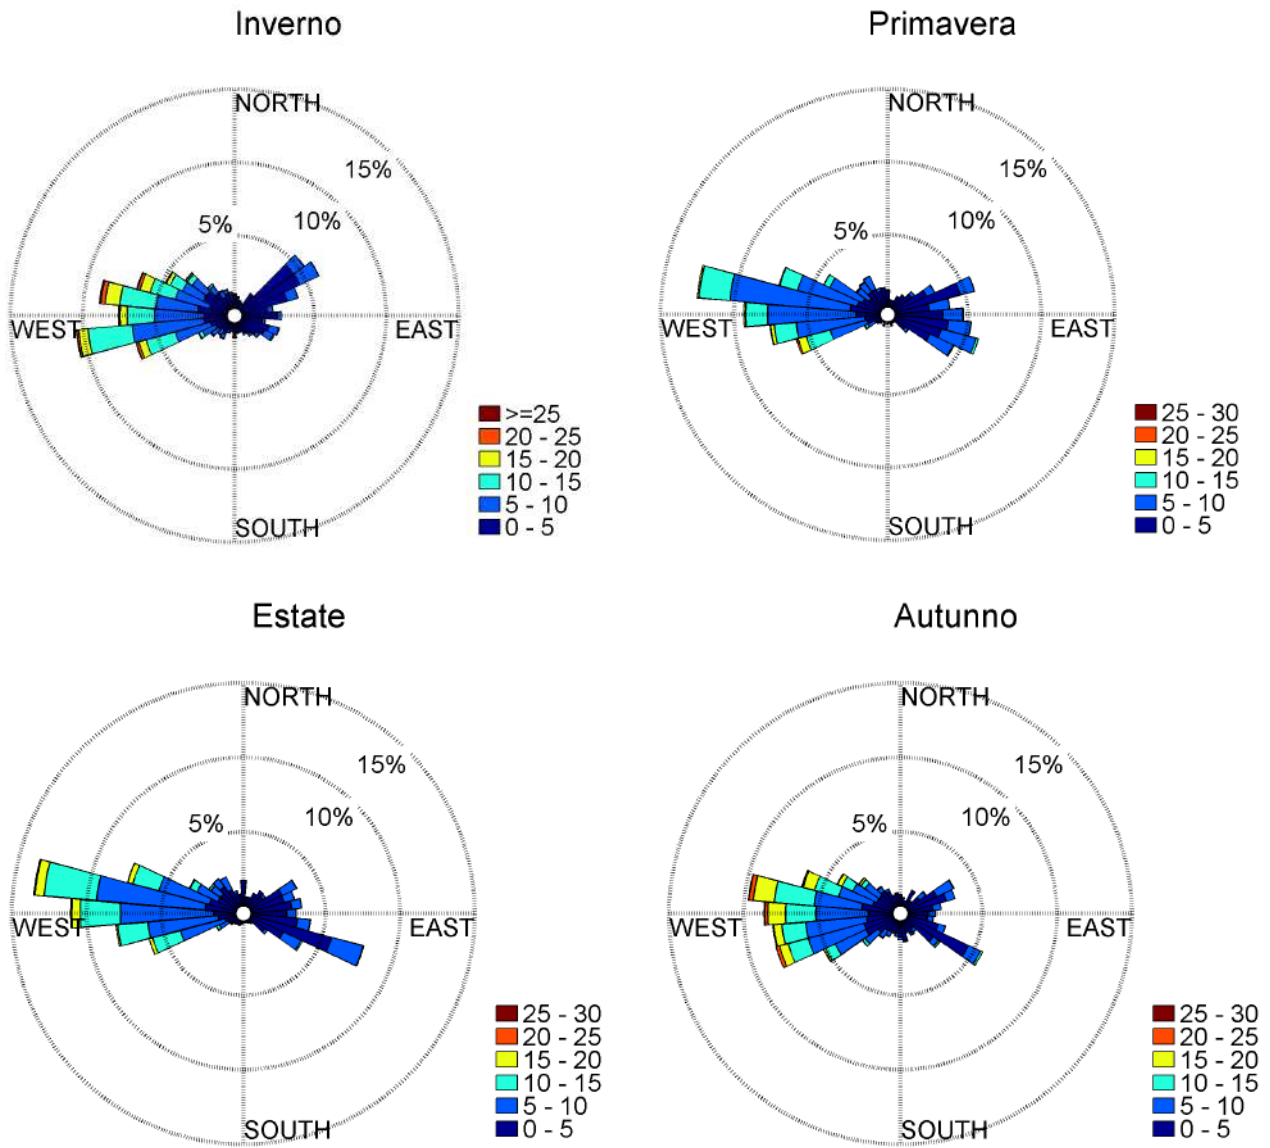 Inverno
NORTH
15%
10%
5%
WEST
EAST
SOUTH
>=25
20 - 25
15 - 20
10 - 15
5 - 10
0 - 5
Primavera
NORTH
15%
10%
5%
WEST
EAST
SOUTH
25 - 30
20 - 25
15 - 20
10 - 15
5 - 10
0 - 5
Estate
NORTH
15%
10%
5%
WEST
EAST
SOUTH
25 - 30
20 - 25
15 - 20
10 - 15
5 - 10
0 - 5
Autunno
NORTH
15%
10%
5%
WEST
EAST
SOUTH
25 - 30
20 - 25
15 - 20
10 - 15
5 - 10
0 - 5